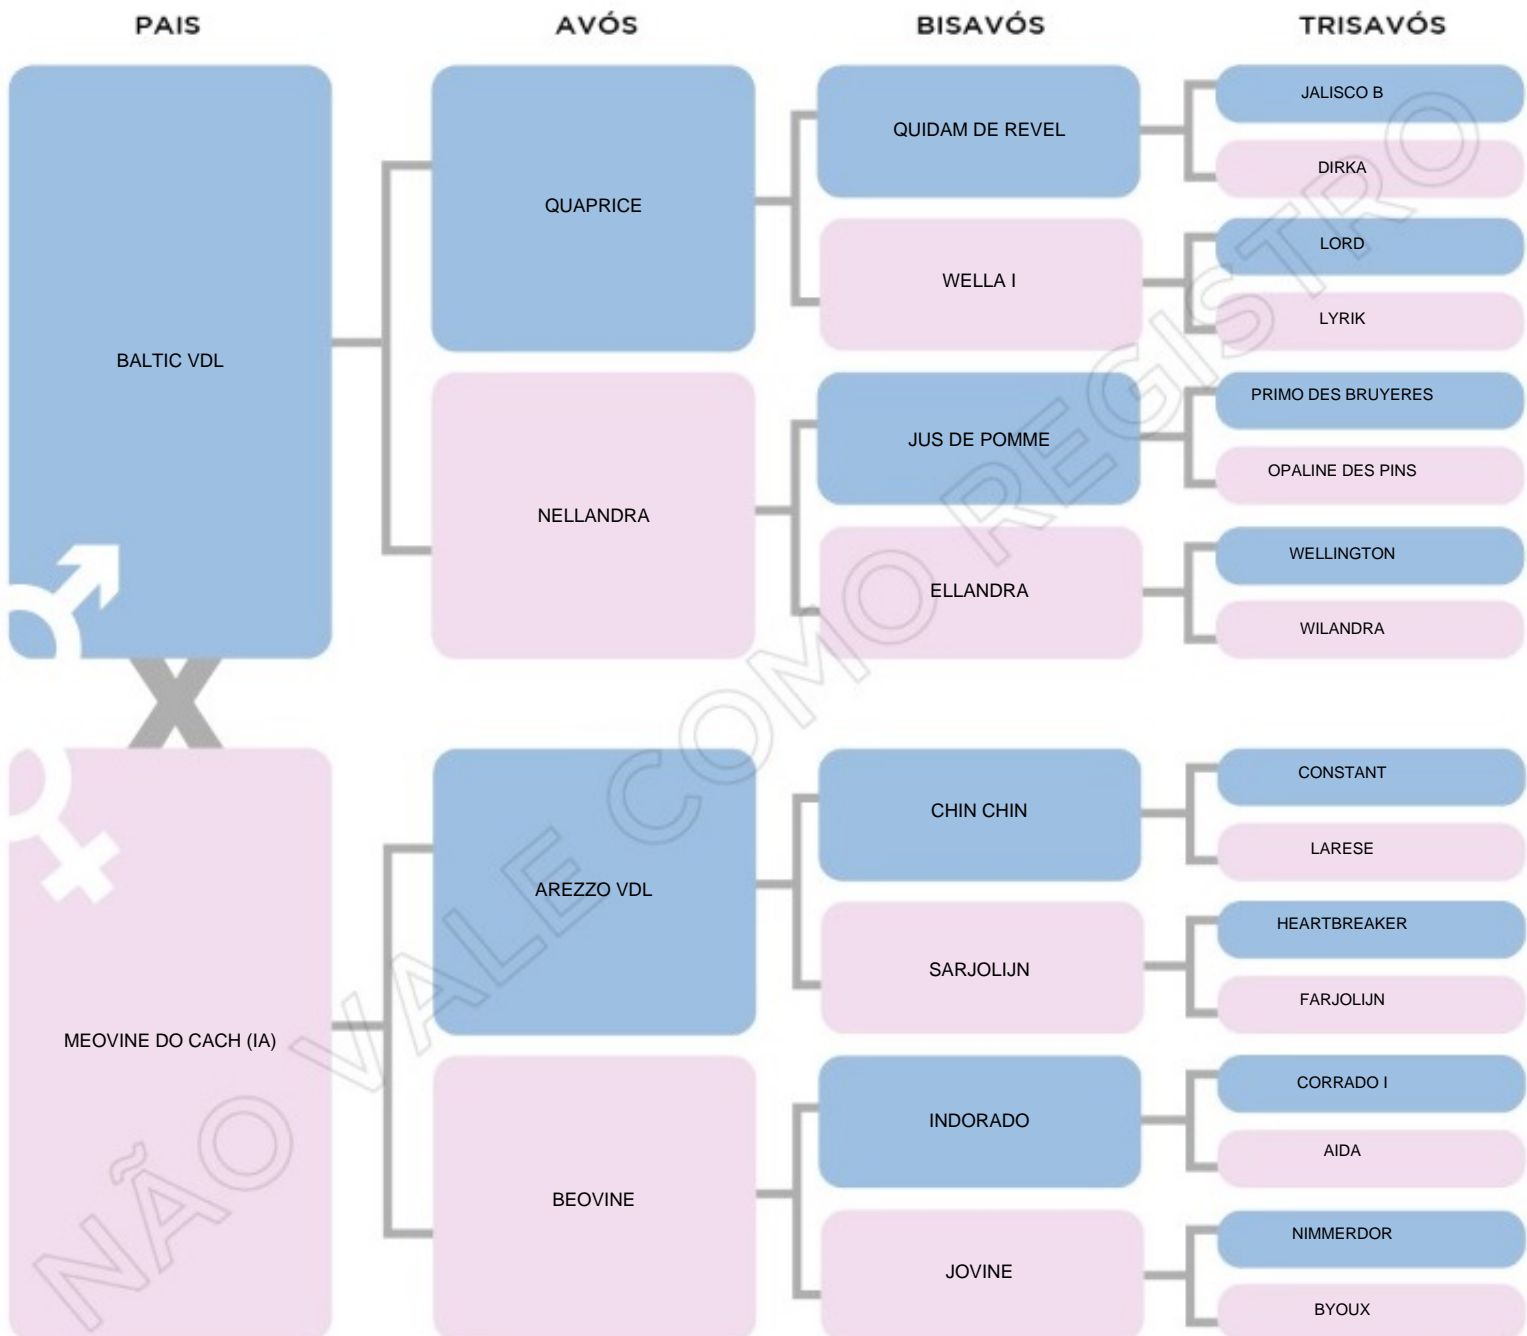 PAIS
AVÓS
BISAVÓS
TRISAVÓS
BALTIC VDL
QUAPRICE
QUIDAM DE REVEL
JALISCO B
DIRKA
WELLA I
LORD
LYRIK
NELLANDRA
JUS DE POMME
PRIMO DES BRUYERES
OPALINE DES PINS
ELLANDRA
WELLINGTON
WILANDRA
X
MEOVINE DO CACH (IA)
AREZZO VDL
CHIN CHIN
CONSTANT
LARESE
SARJOLIJN
HEARTBREAKER
FARJOLIJN
BEOVINE
INDORADO
CORRADO I
AIDA
JOVINE
NIMMERDOR
BYOUX
NÃO VALE COMO REGISTRO